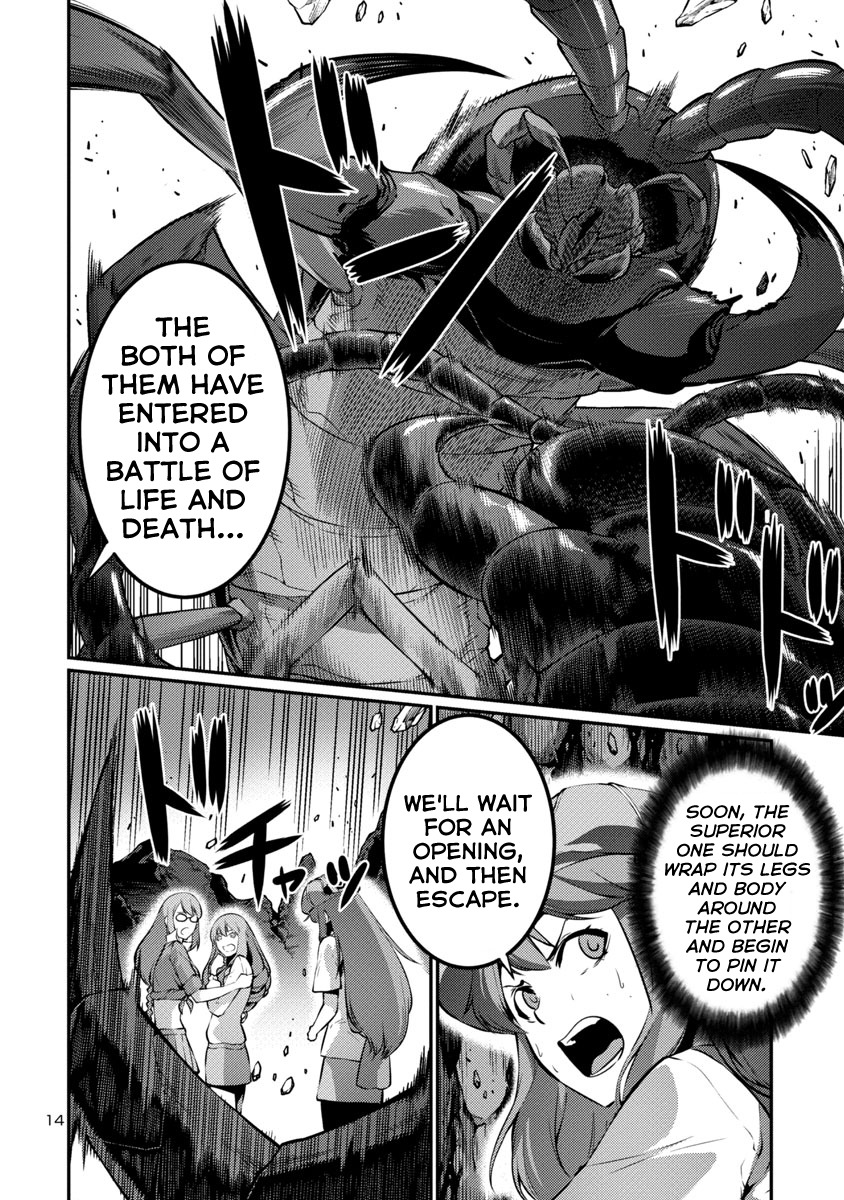 THE
BOTH OF
THEM HAVE
ENTERED
INTO A
BATTLE OF
LIFE AND
DEATH...
ド
ド
ド
ド
SOON, THE
SUPERIOR
ONE SHOULD
WRAP ITS LEGS
AND BODY
AROUND
THE OTHER
AND BEGIN
TO PIN IT
DOWN.
WE'LL WAIT
FOR AN
OPENING,
AND THEN
ESCAPE.
ド
チャッ
14